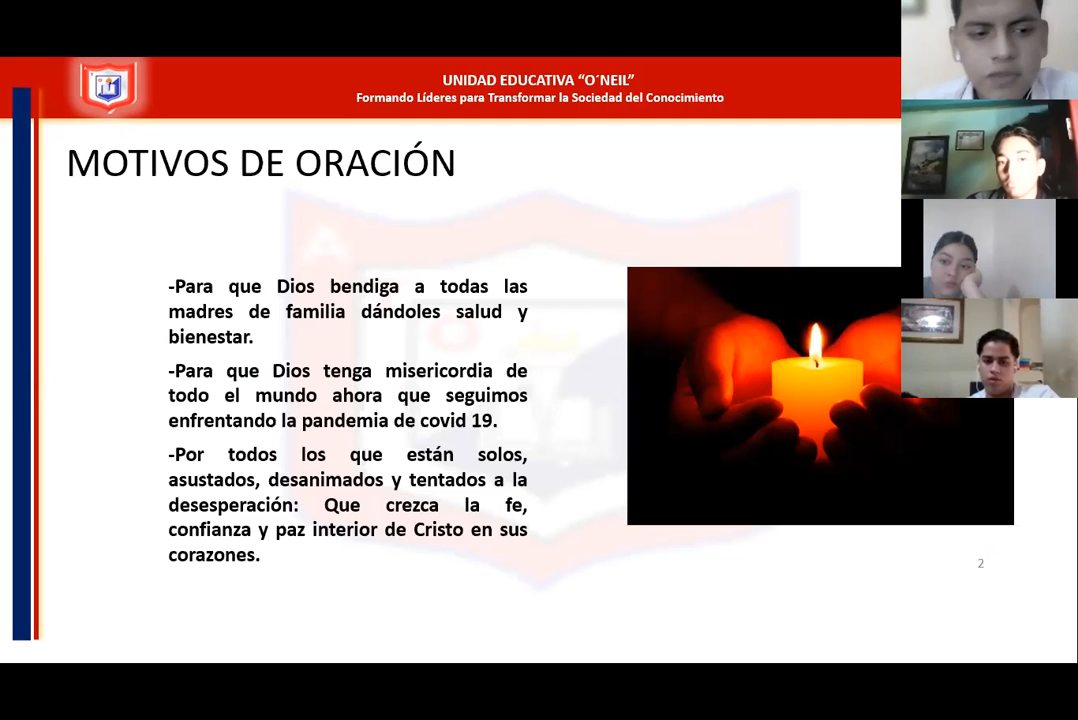 UNIDAD EDUCATIVA “O´NEIL”
Formando Líderes para Transformar la Sociedad del Conocimiento
MOTIVOS DE ORACIÓN
-Para que Dios bendiga a todas las
madres de familia dándoles salud y
bienestar.
-Para que Dios tenga misericordia de
todo el mundo ahora que seguimos
enfrentando la pandemia de covid 19.
-Por todos los que están solos,
asustados, desanimados y tentados a la
desesperación: Que crezca la fe,
confianza y paz interior de Cristo en sus
corazones.
2